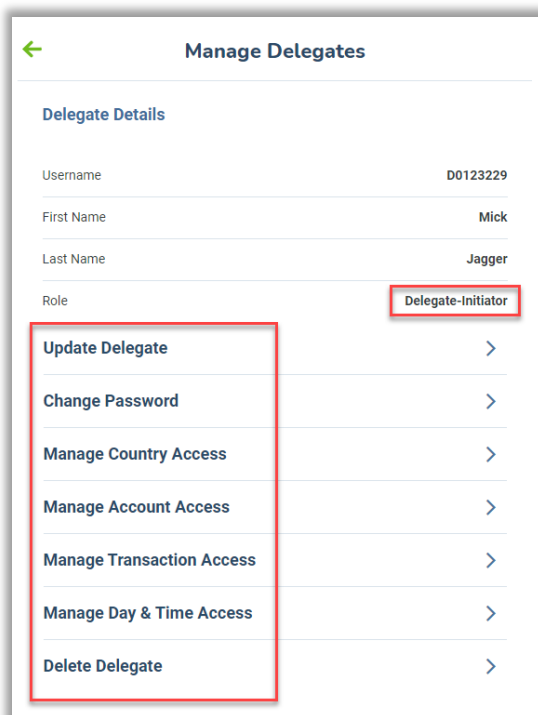 Manage Delegates
Delegate Details
Username D0123229
First Name Mick
Last Name Jagger
Role Delegate-Initiator
Update Delegate
Change Password
Manage Country Access
Manage Account Access
Manage Transaction Access
Manage Day & Time Access
Delete Delegate